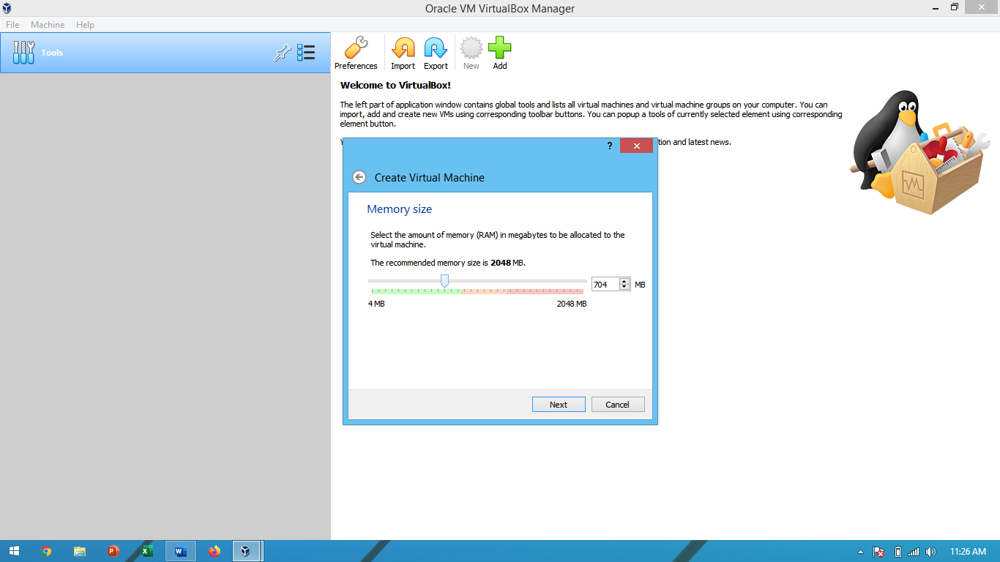 Oracle VM VirtualBox Manager
File Machine Help
Tools
Preferences Import Export New Add
Welcome to VirtualBox!
The left part of application window contains global tools and lists all virtual machines and virtual machine groups on your computer. You can
import, add and create new VMs using corresponding toolbar buttons. You can popup a tools of currently selected element using corresponding
element button.
tion and latest news.
?
Create Virtual Machine
Memory size
Select the amount of memory (RAM) in megabytes to be allocated to the
virtual machine.
The recommended memory size is 2048 MB.
704 MB
4 MB 2048 MB
Next Cancel
11:26 AM